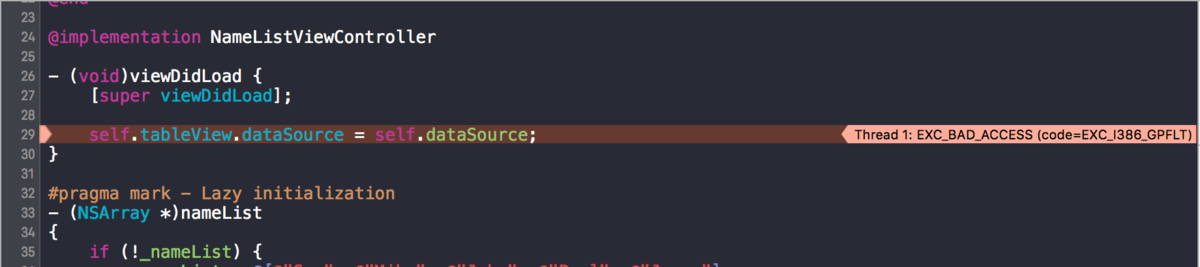 23
24 @implementation NameListViewController
25
26 - (void)viewDidLoad {
27 [super viewDidLoad];
28
29 self.tableView.dataSource = self.dataSource; Thread 1: EXC_BAD_ACCESS (code=EXC_I386_GPFLT)
30 }
31
32 #pragma mark - Lazy initialization
33 - (NSArray *)nameList
34 {
35 if (!_nameList) {